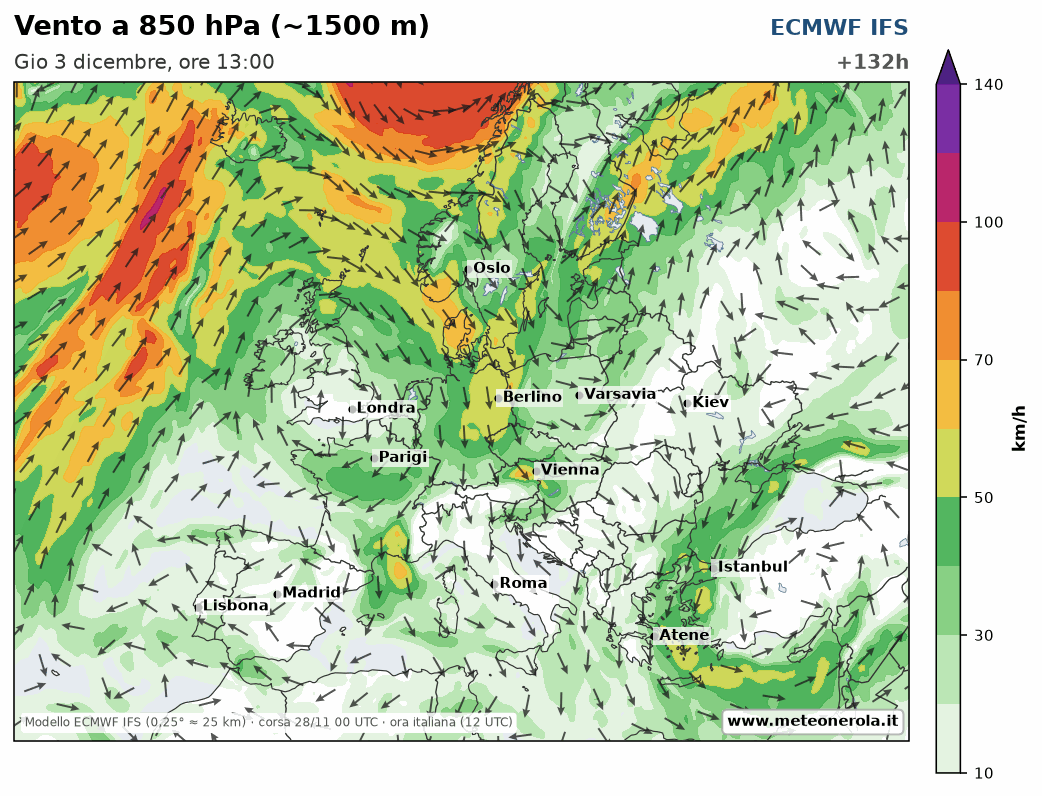 Vento a 850 hPa (~1500 m)
ECMWF IFS
Gio 3 dicembre, ore 13:00
+132h
140
100
70
50
30
10
km/h
Oslo
Berlino
Varsavia
Kiev
Londra
Parigi
Vienna
Istanbul
Roma
Madrid
Lisbona
Atene
Modello ECMWF IFS (0,25° ≈ 25 km) · corsa 28/11 00 UTC · ora italiana (12 UTC)
www.meteonerola.it